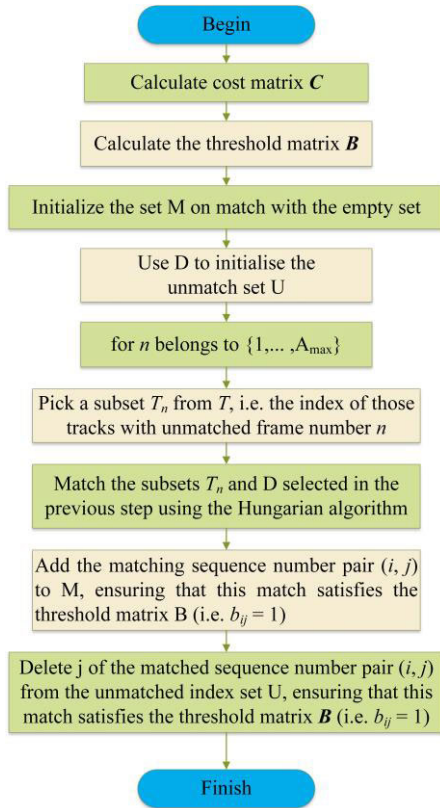 Begin
Calculate cost matrix C
Calculate the threshold matrix B
Initialize the set M on match with the empty set
Use D to initialise the
unmatch set U
for n belongs to {1,... ,Amax}
Pick a subset Tn from T, i.e. the index of those
tracks with unmatched frame number n
Match the subsets Tn and D selected in the
previous step using the Hungarian algorithm
Add the matching sequence number pair (i, j)
to M, ensuring that this match satisfies the
threshold matrix B (i.e. bij = 1)
Delete j of the matched sequence number pair (i, j)
from the unmatched index set U, ensuring that this
match satisfies the threshold matrix B (i.e. bij = 1)
Finish